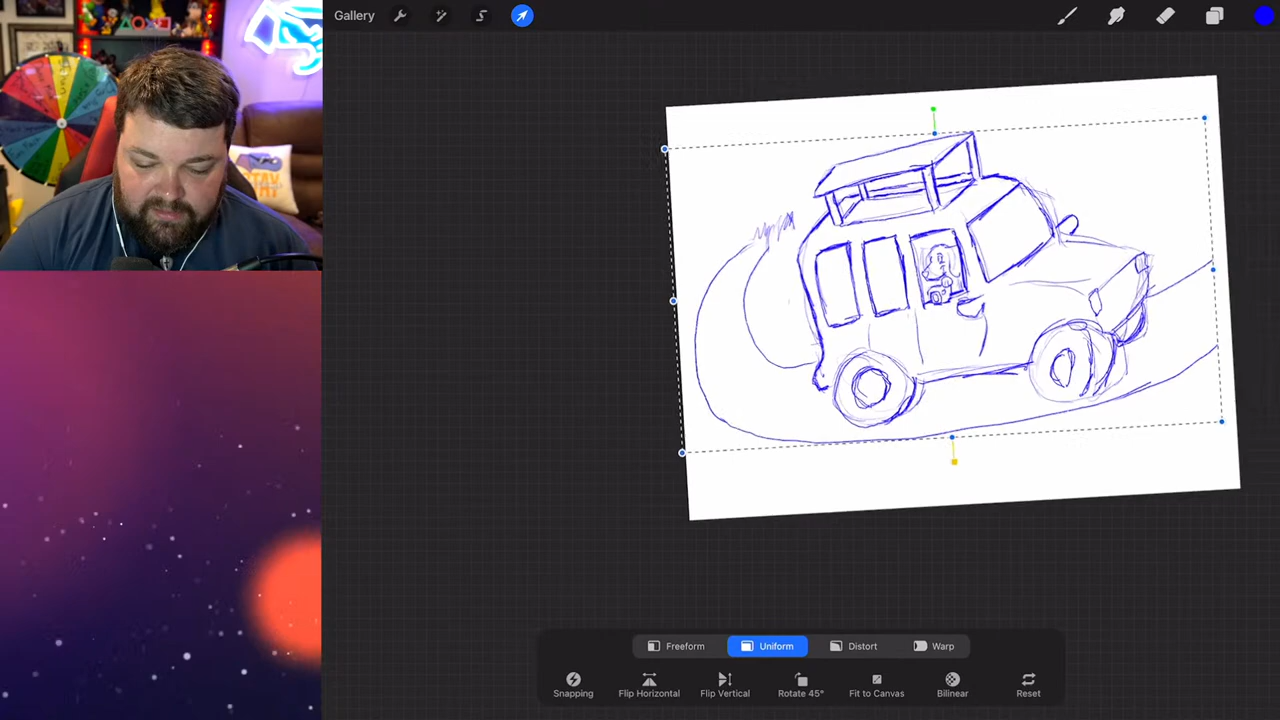 Gallery
Freeform Uniform Distort Warp
Snapping Flip Horizontal Flip Vertical Rotate 45° Fit to Canvas Bilinear Reset